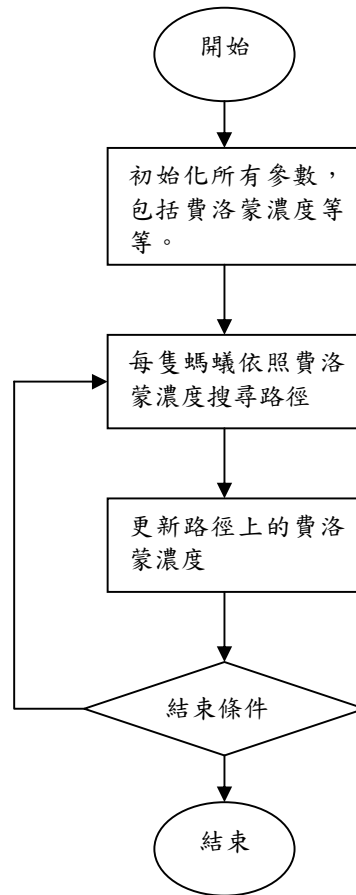 開始
初始化所有參數，
包括費洛蒙濃度等
等。
每隻螞蟻依照費洛
蒙濃度搜尋路徑
更新路徑上的費洛
蒙濃度
結束條件
結束